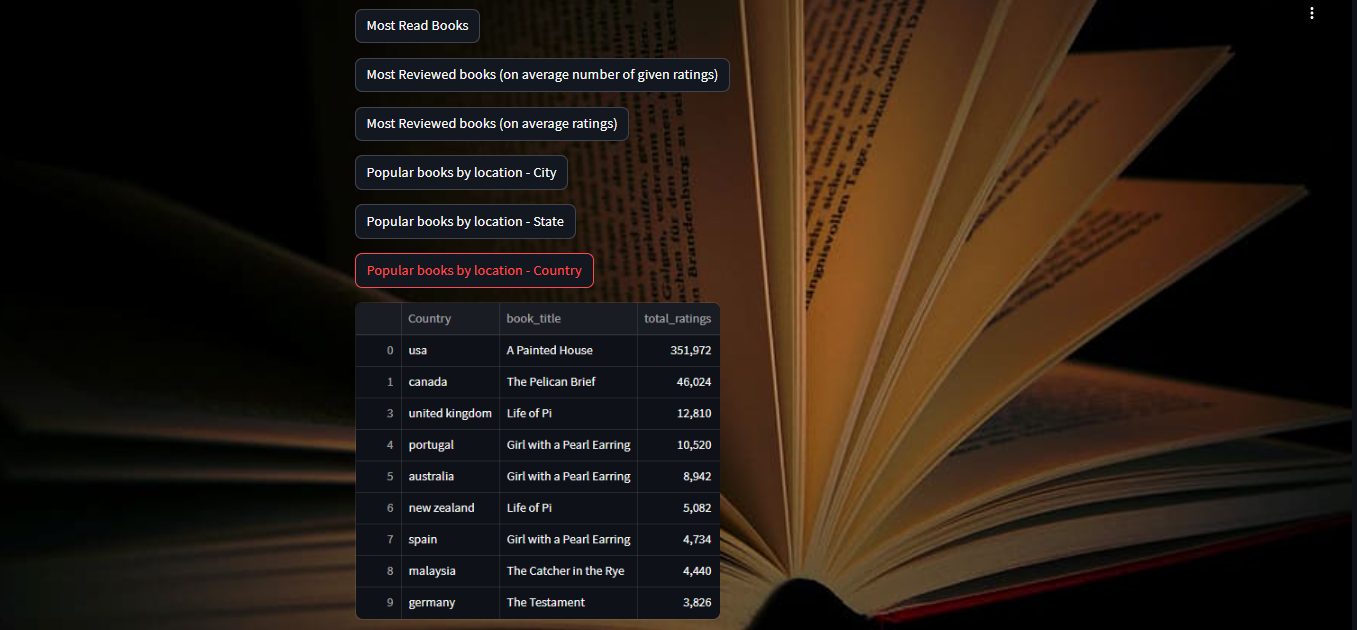 Most Read Books
Most Reviewed books (on average number of given ratings)
Most Reviewed books (on average ratings)
Popular books by location - City
Popular books by location - State
Popular books by location - Country
Country book_title total_ratings
0 usa A Painted House 351,972
1 canada The Pelican Brief 46,024
3 united kingdom Life of Pi 12,810
4 portugal Girl with a Pearl Earring 10,520
5 australia Girl with a Pearl Earring 8,942
6 new zealand Life of Pi 5,082
7 spain Girl with a Pearl Earring 4,734
8 malaysia The Catcher in the Rye 4,440
9 germany The Testament 3,826